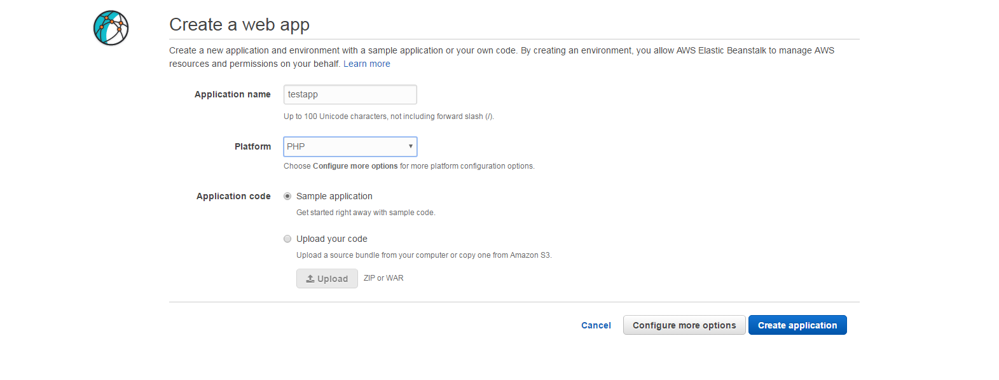 Create a web app
Create a new application and environment with a sample application or your own code. By creating an environment, you allow AWS Elastic Beanstalk to manage AWS
resources and permissions on your behalf. Learn more
Application name testapp
Up to 100 Unicode characters, not including forward slash (/).
Platform PHP
Choose Configure more options for more platform configuration options.
Application code Sample application
Get started right away with sample code.
Upload your code
Upload a source bundle from your computer or copy one from Amazon S3.
Upload ZIP or WAR
Cancel Configure more options Create application